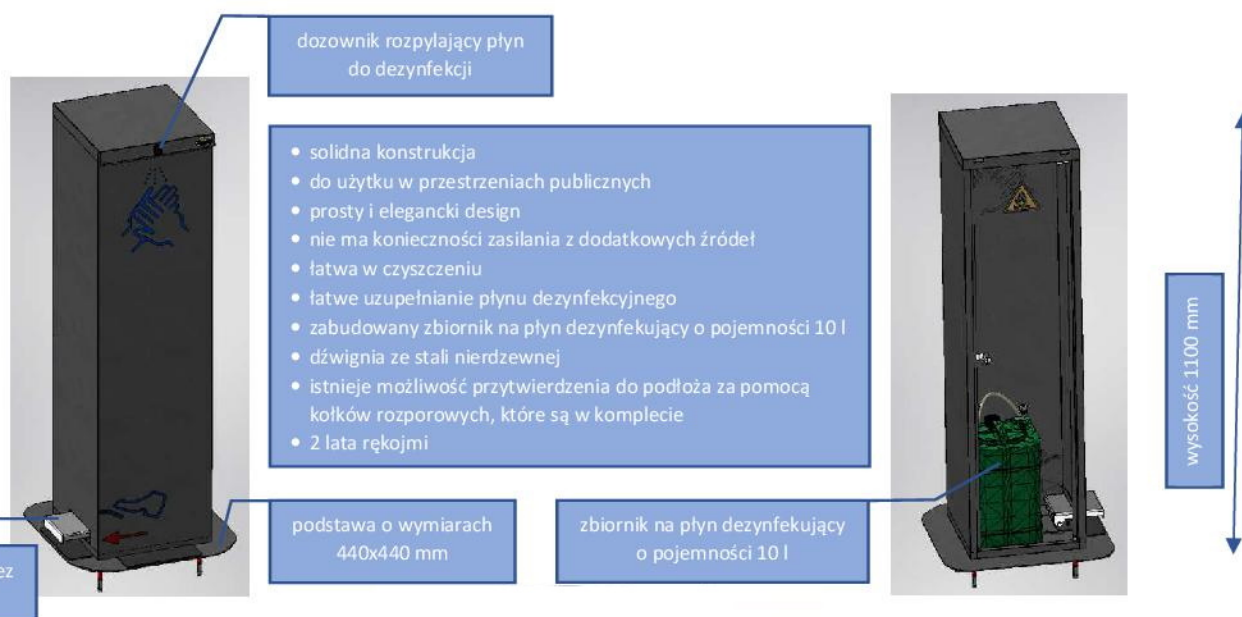 dozownik rozpylający płyn
do dezynfekcji
• solidna konstrukcja
• do użytku w przestrzeniach publicznych
• prosty i elegancki design
• nie ma konieczności zasilania z dodatkowych źródeł
• łatwa w czyszczeniu
• łatwe uzupełnianie płynu dezynfekcyjnego
• zabudowany zbiornik na płyn dezynfekujący o pojemności 10 l
• dźwignia ze stali nierdzewnej
• istnieje możliwość przytwierdzenia do podłoża za pomocą
kołków rozporowych, które są w komplecie
• 2 lata rękojmi
podstawa o wymiarach
440x440 mm
zbiornik na płyn dezynfekujący
o pojemności 10 l
wysokość 1100 mm